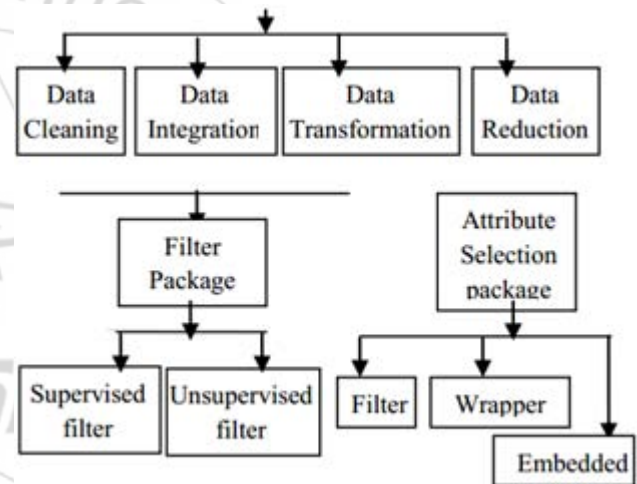 Data
Cleaning
Data
Integration
Data
Transformation
Data
Reduction
Filter
Package
Attribute
Selection
package
Supervised
filter
Unsupervised
filter
Filter
Wrapper
Embedded